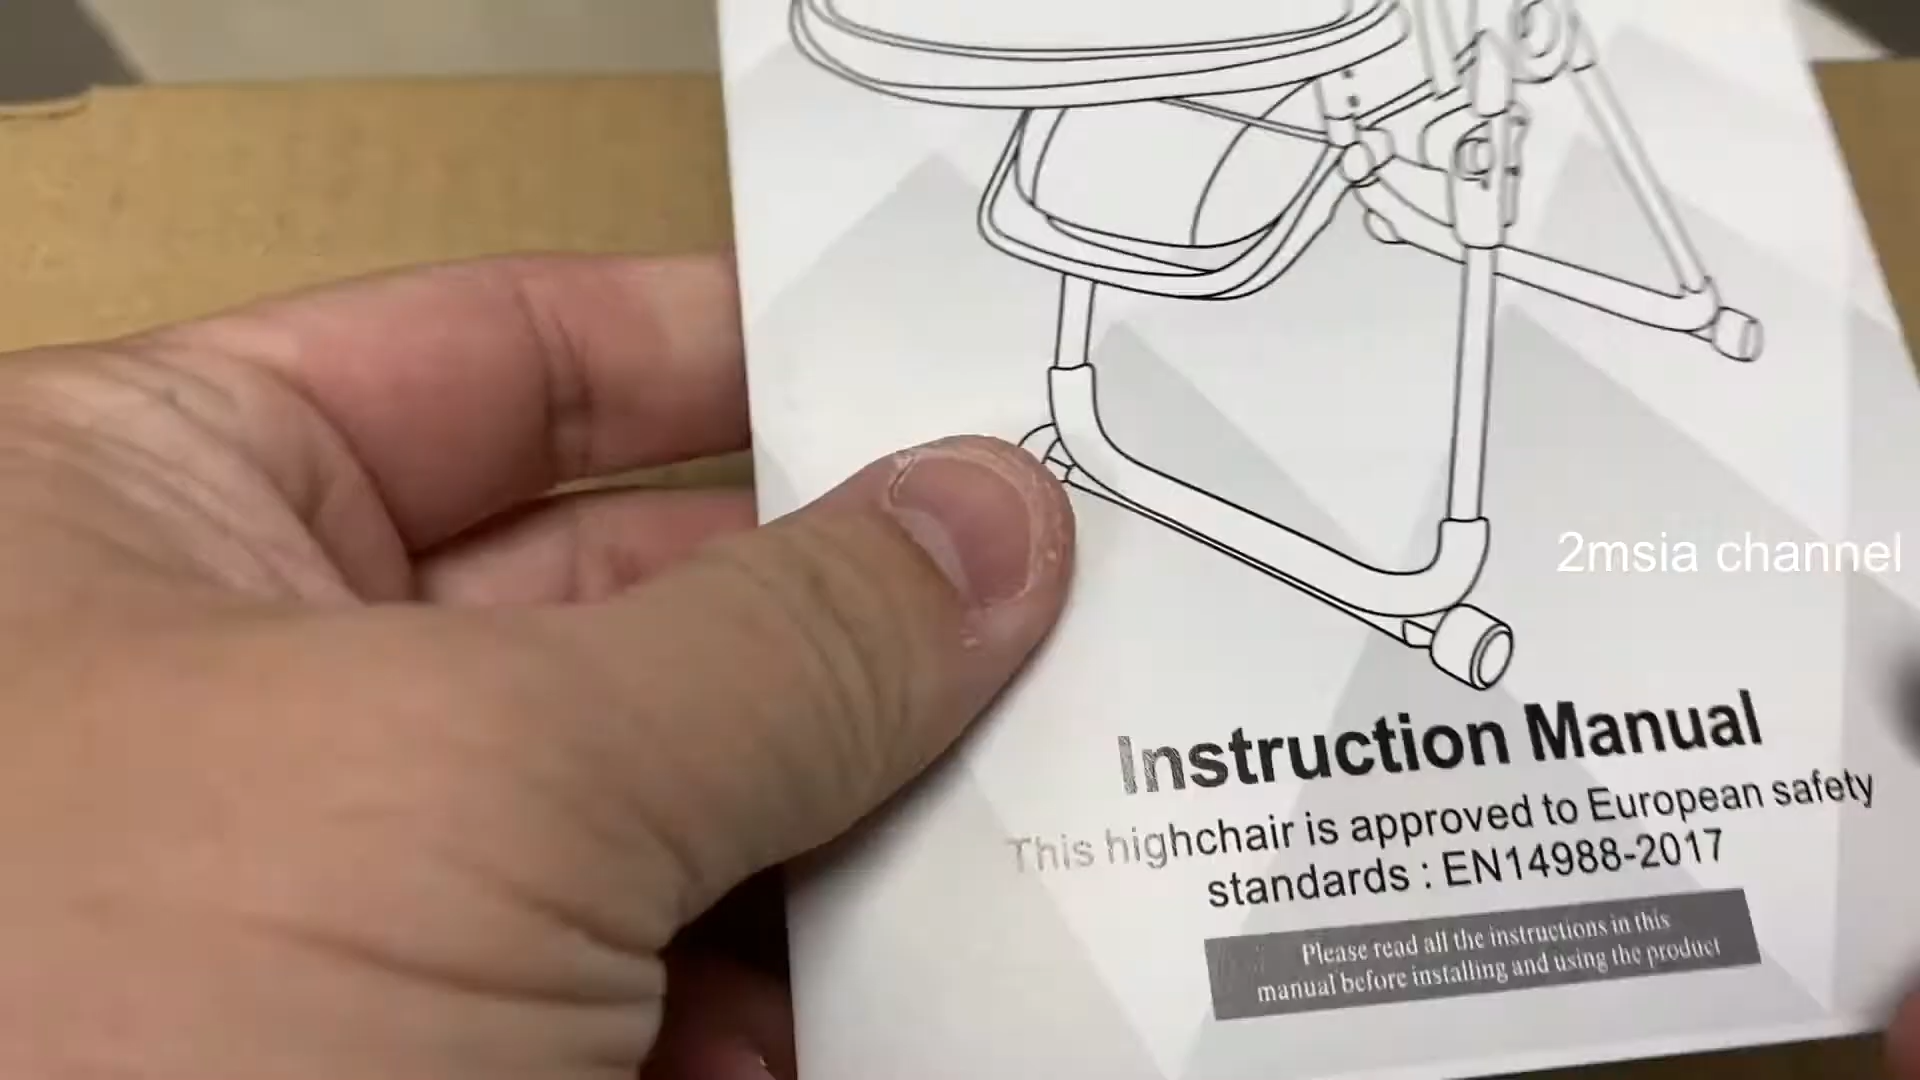 2msia channel
Instruction Manual
This highchair is approved to European safety
standards : EN14988-2017
Please read all the instructions in this
manual before installing and using the product